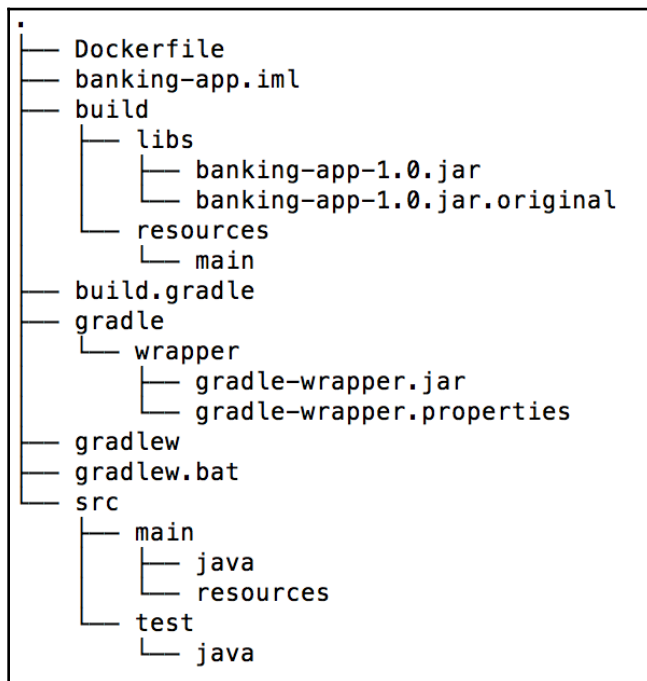 .
├── Dockerfile
├── banking-app.iml
├── build
│   ├── libs
│   │   ├── banking-app-1.0.jar
│   │   └── banking-app-1.0.jar.original
│   └── resources
│       └── main
├── build.gradle
├── gradle
│   └── wrapper
│       ├── gradle-wrapper.jar
│       └── gradle-wrapper.properties
├── gradlew
├── gradlew.bat
└── src
    ├── main
    │   ├── java
    │   └── resources
    └── test
        └── java